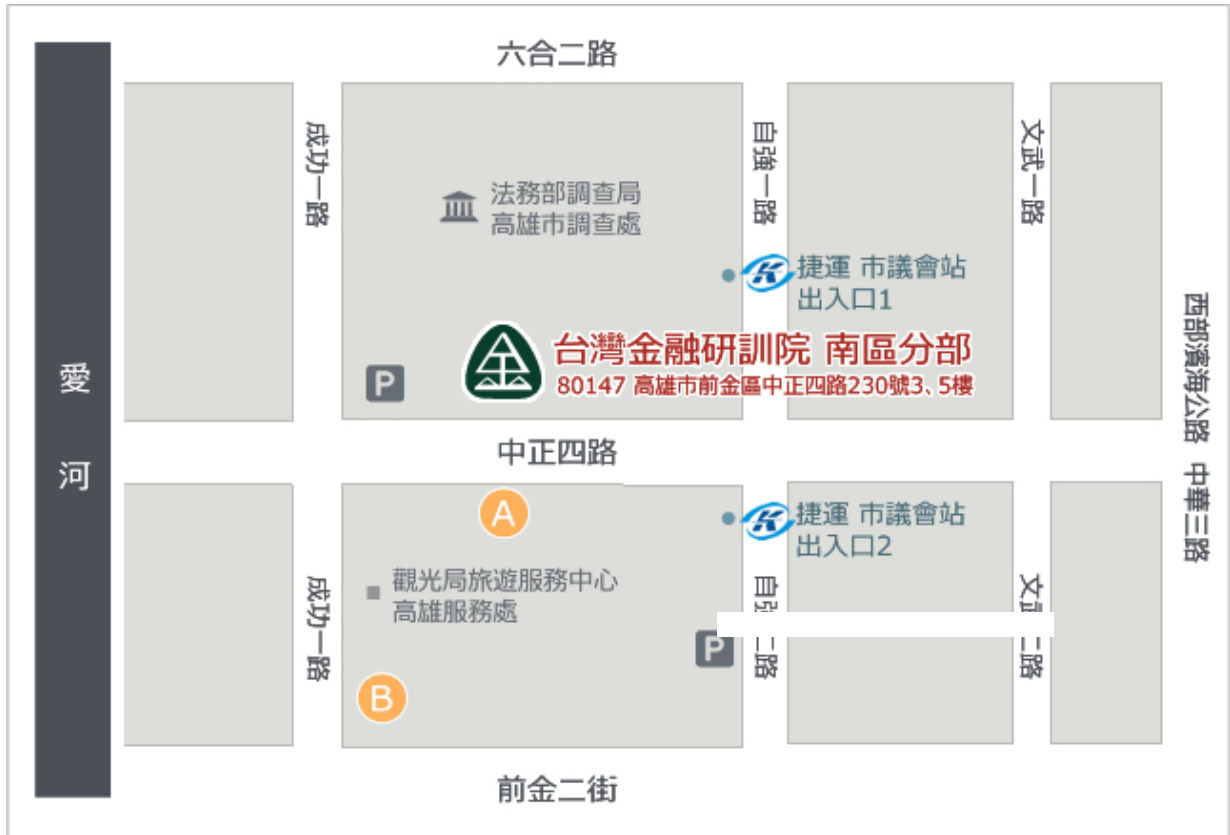 六合二路
成功一路
自強一路
文武一路
法務部調查局
高雄市調查處
捷運 市議會站
出入口1
台灣金融研訓院 南區分部
80147 高雄市前金區中正四路230號3、5樓
P
愛河
西部濱海公路 中華三路
中正四路
A
捷運 市議會站
出入口2
觀光局旅遊服務中心
高雄服務處
成功一路
自強二路
二路
P
B
前金二街